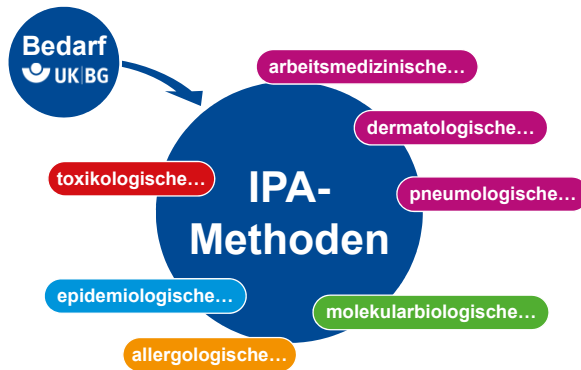 Bedarf
UK|BG
arbeitsmedizinische…
dermatologische…
toxikologische…
pneumologische…
IPA-
Methoden
epidemiologische…
molekularbiologische…
allergologische…